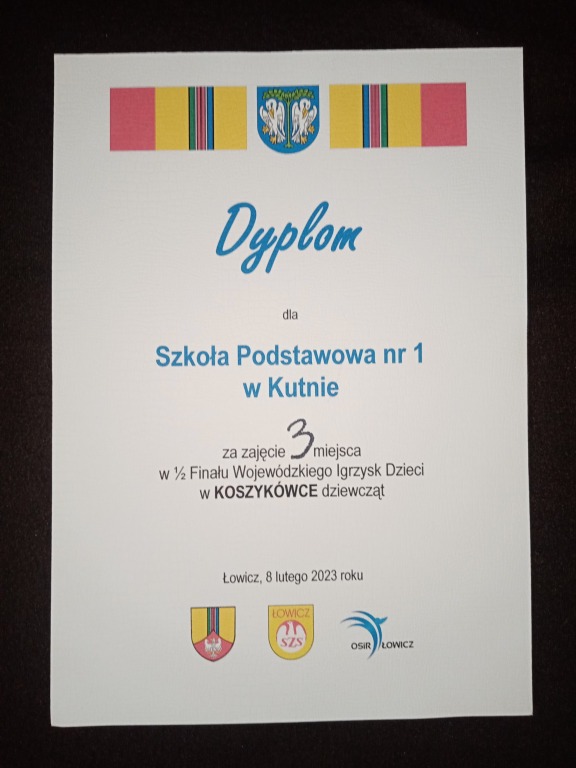 Dyplom
dla
Szkoła Podstawowa nr 1
w Kutnie
za zajęcie 3 miejsca
w ½ Finału Wojewódzkiego Igrzysk Dzieci
w KOSZYKÓWCE dziewcząt
Łowicz, 8 lutego 2023 roku
ŁOWICZ
SZS
OSiR ŁOWICZ